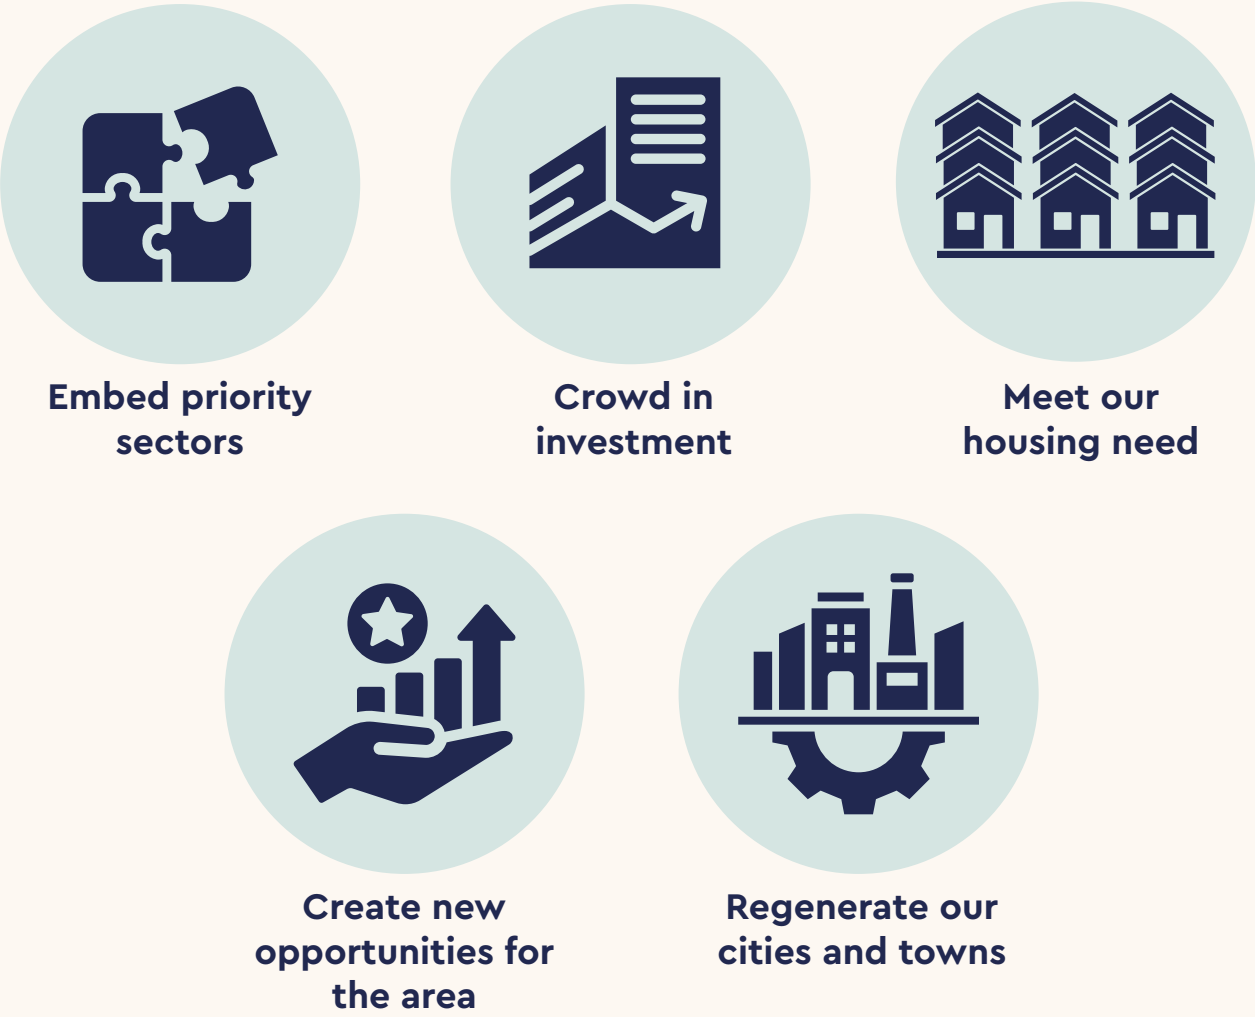 Embed priority
sectors
Crowd in
investment
Meet our
housing need
Create new
opportunities for
the area
Regenerate our
cities and towns